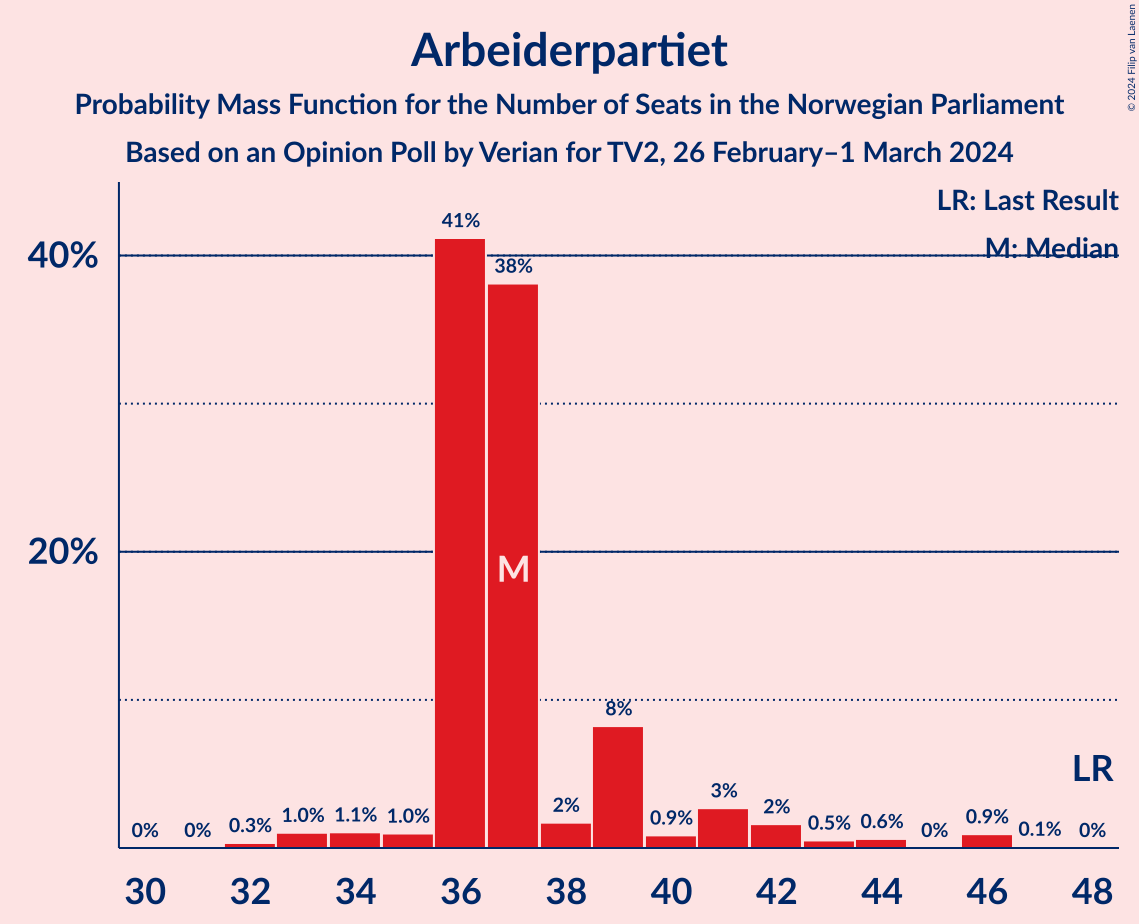 Arbeiderpartiet
Probability Mass Function for the Number of Seats in the Norwegian Parliament
Based on an Opinion Poll by Verian for TV2, 26 February–1 March 2024
© 2024 Filip van Laenen
LR: Last Result
M: Median
40%
20%
0%
0%
0.3%
1.0%
1.1%
1.0%
41%
38%
2%
8%
0.9%
3%
2%
0.5%
0.6%
0%
0.9%
0.1%
0%
M
LR
30 32 34 36 38 40 42 44 46 48